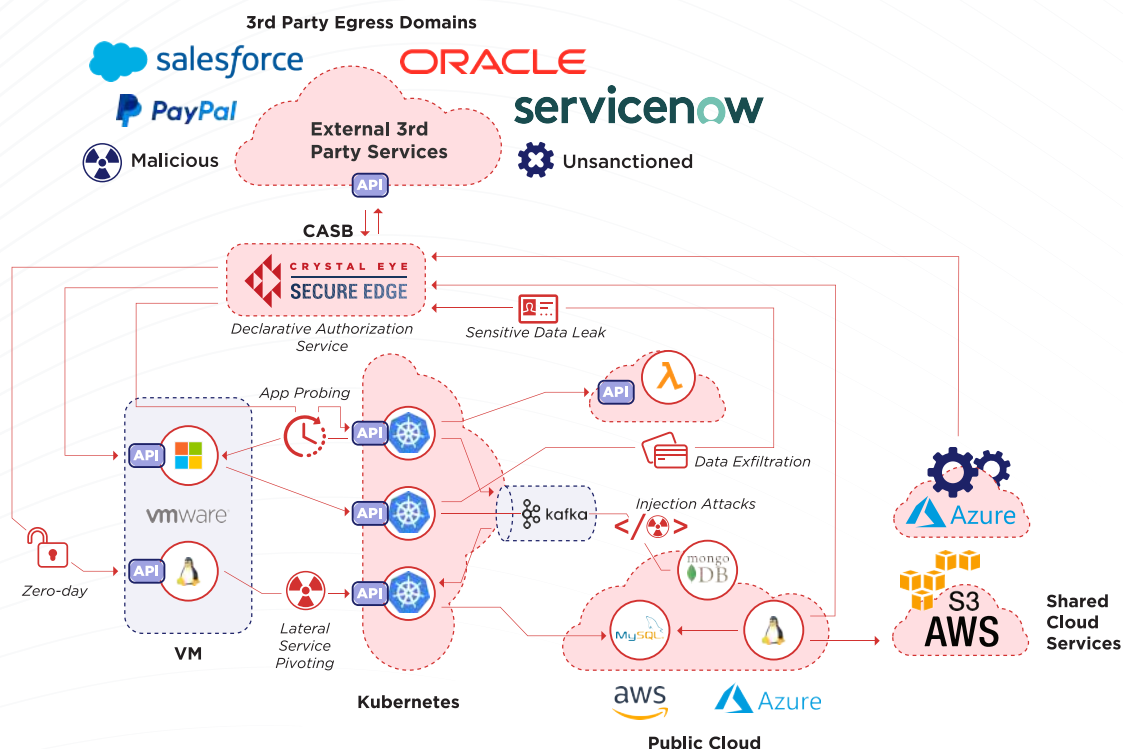 3rd Party Egress Domains
salesforce
ORACLE
PayPal
servicenow
External 3rd
Party Services
Malicious
Unsanctioned
API
CASB
CRYSTAL EYE
SECURE EDGE
Declarative Authorization
Service
Sensitive Data Leak
App Probing
API
λ
API
API
Data Exfiltration
vmware
kafka
Injection Attacks
</>
Azure
mongo
DB
Zero-day
API
API
Lateral
Service
Pivoting
MySQL
S3
AWS
Shared
Cloud
Services
VM
Kubernetes
aws
Azure
Public Cloud